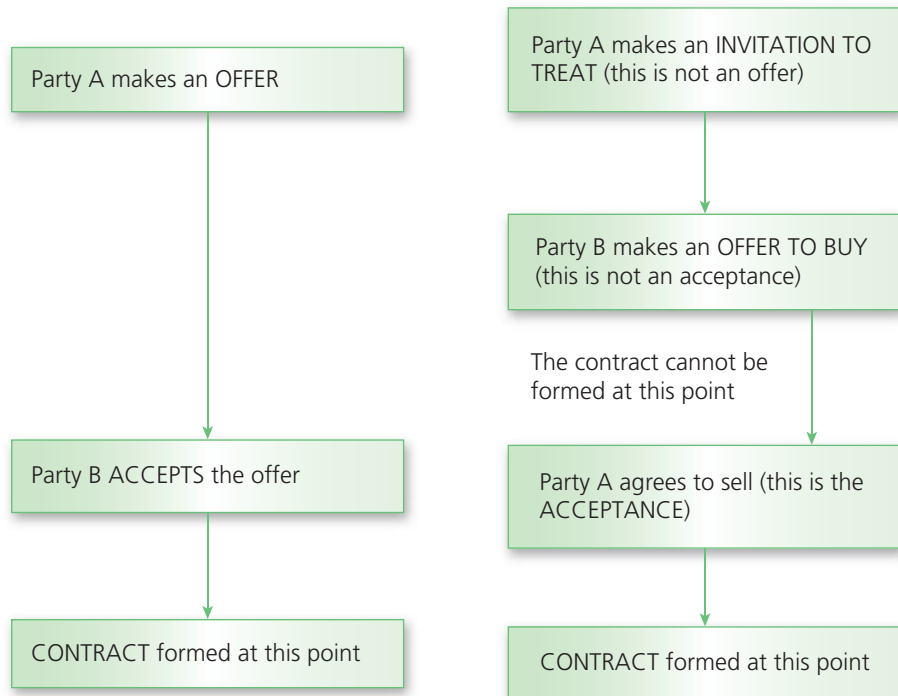 Party A makes an OFFER
Party B ACCEPTS the offer
CONTRACT formed at this point
Party A makes an INVITATION TO
TREAT (this is not an offer)
Party B makes an OFFER TO BUY
(this is not an acceptance)
The contract cannot be
formed at this point
Party A agrees to sell (this is the
ACCEPTANCE)
CONTRACT formed at this point